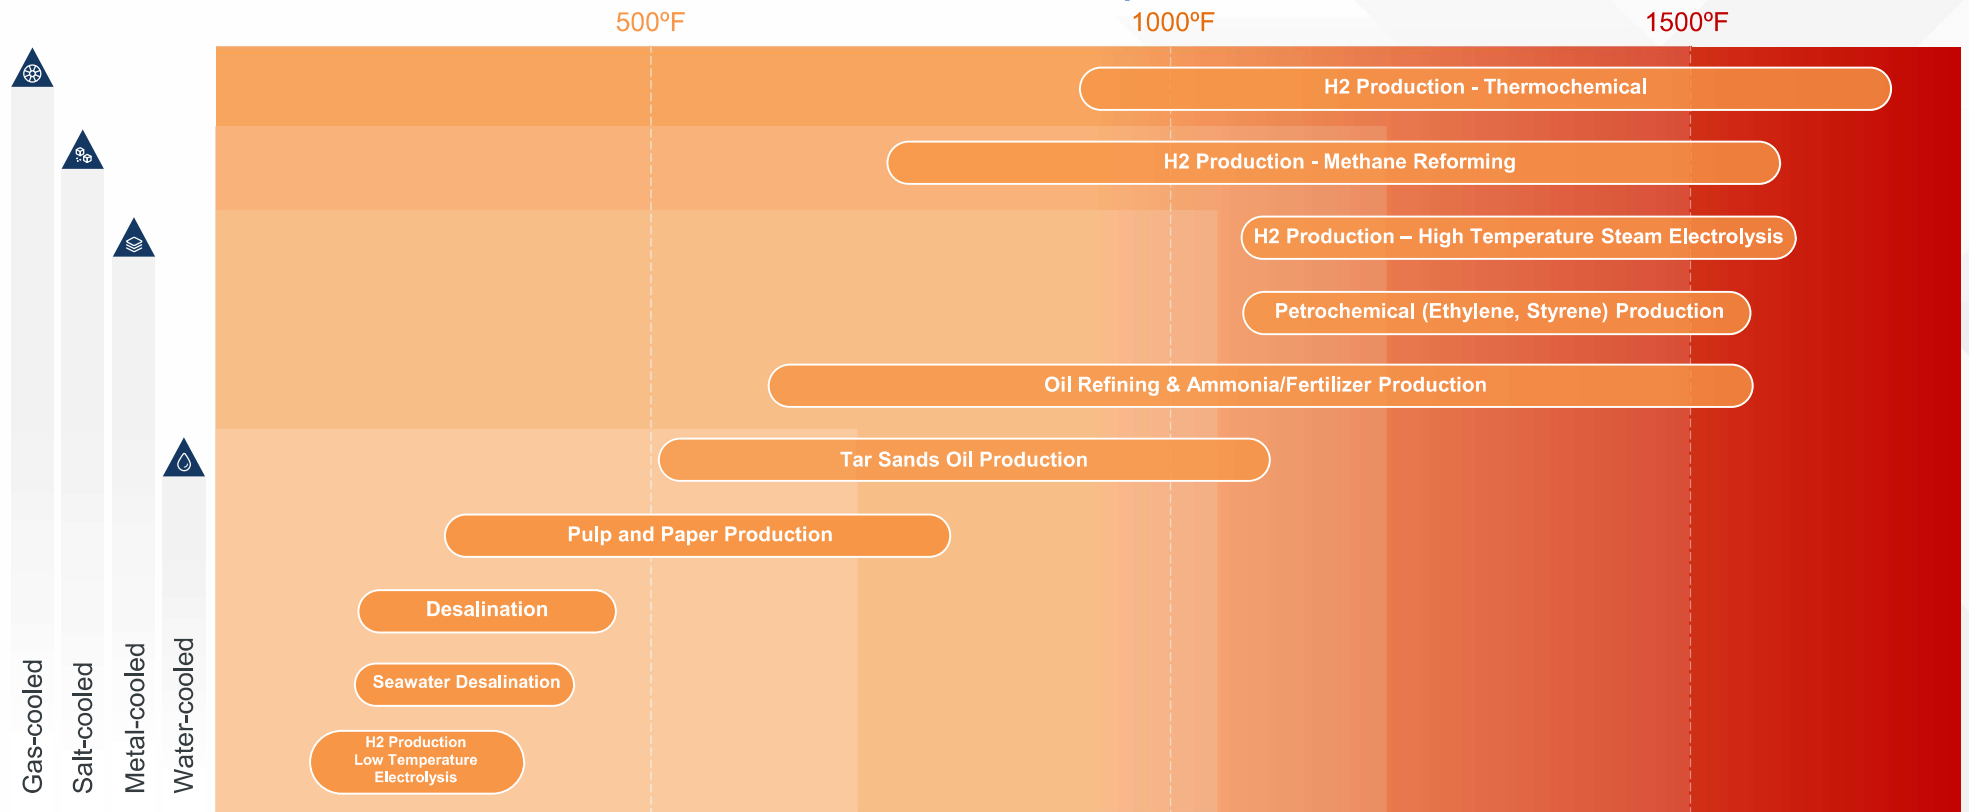 500ºF
1000ºF
1500ºF
H2 Production - Thermochemical
H2 Production - Methane Reforming
H2 Production – High Temperature Steam Electrolysis
Petrochemical (Ethylene, Styrene) Production
Oil Refining & Ammonia/Fertilizer Production
Tar Sands Oil Production
Pulp and Paper Production
Desalination
Seawater Desalination
H2 Production
Low Temperature
Electrolysis
Gas-cooled
Salt-cooled
Metal-cooled
Water-cooled